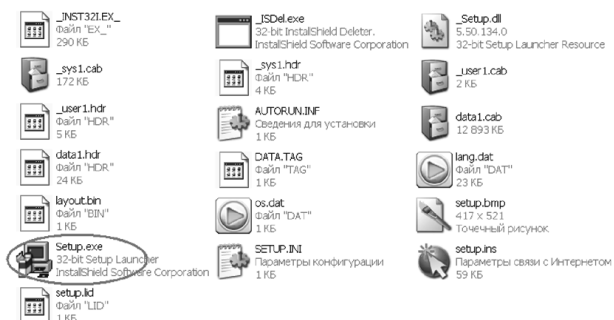 _INST32I.EX_
Файл "EX_"
290 КБ
_ISDel.exe
32-bit InstallShield Deleter.
InstallShield Software Corporation
_Setup.dll
5.50.134.0
32-bit Setup Launcher Resource
_sys1.cab
172 КБ
_sys1.hdr
Файл "HDR"
4 КБ
_user1.cab
2 КБ
_user1.hdr
Файл "HDR"
5 КБ
AUTORUN.INF
Сведения для установки
1 КБ
data1.cab
12 893 КБ
data1.hdr
Файл "HDR"
24 КБ
DATA.TAG
Файл "TAG"
1 КБ
lang.dat
Файл "DAT"
23 КБ
layout.bin
Файл "BIN"
1 КБ
os.dat
Файл "DAT"
1 КБ
setup.bmp
417 x 521
Точечный рисунок
Setup.exe
32-bit Setup Launcher
InstallShield Software Corporation
SETUP.INI
Параметры конфигурации
1 КБ
setup.ins
Параметры связи с Интернетом
59 КБ
setup.lid
Файл "LID"
1 КБ